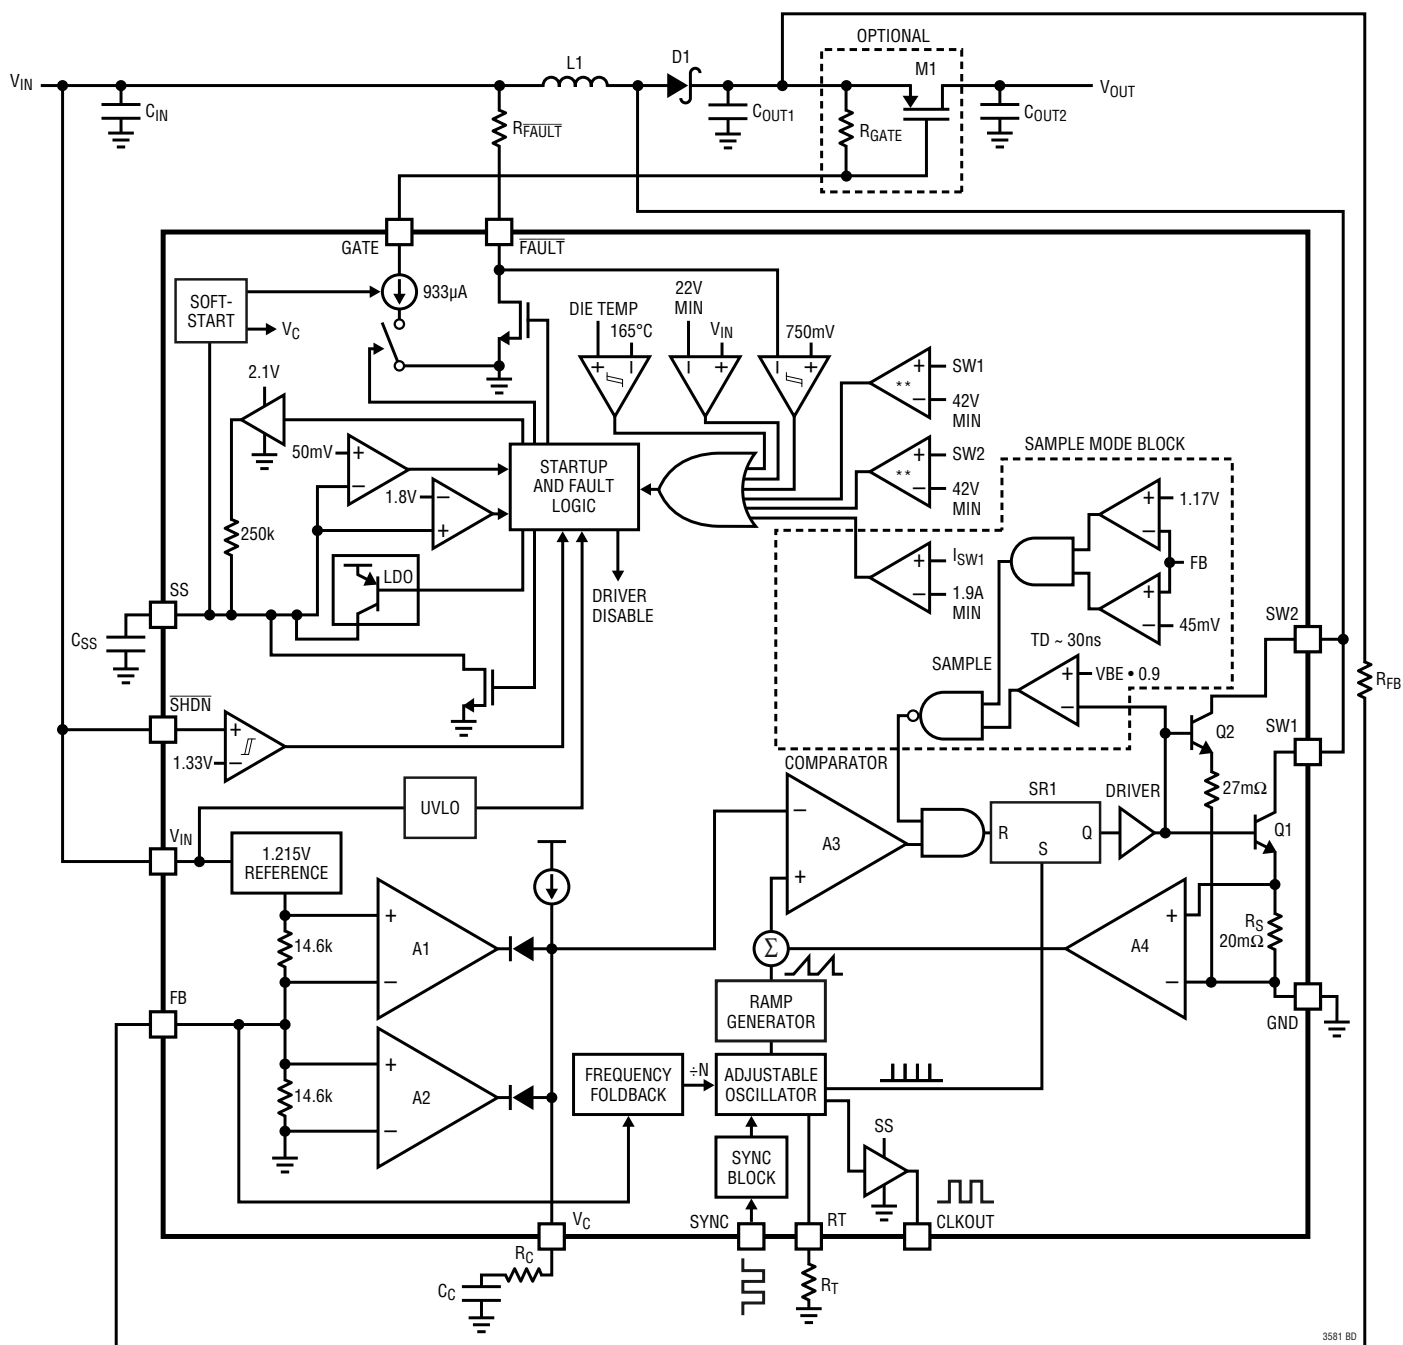 OPTIONAL
L1
D1
M1
VIN
VOUT
CIN
RFAULT
COUT1
RGATE
COUT2
GATE
FAULT
SOFT-
START
933µA
VC
DIE TEMP
165°C
22V
MIN
VIN
750mV
SW1
42V
MIN
2.1V
50mV
1.8V
STARTUP
AND FAULT
LOGIC
SW2
42V
MIN
SAMPLE MODE BLOCK
1.17V
FB
45mV
250k
LDO
ISW1
1.9A
MIN
DRIVER
DISABLE
SS
CSS
SW2
TD ~ 30ns
SAMPLE
VBE • 0.9
RFB
SHDN
1.33V
Q2
SW1
COMPARATOR
27mΩ
UVLO
SR1
DRIVER
VIN
1.215V
REFERENCE
A3
R
Q
S
Q1
14.6k
A1
Σ
A4
RS
20mΩ
FB
RAMP
GENERATOR
GND
14.6k
A2
FREQUENCY
FOLDBACK
÷N
ADJUSTABLE
OSCILLATOR
SYNC
BLOCK
SS
VC
SYNC
RT
CLKOUT
RC
CC
RT
3581 BD